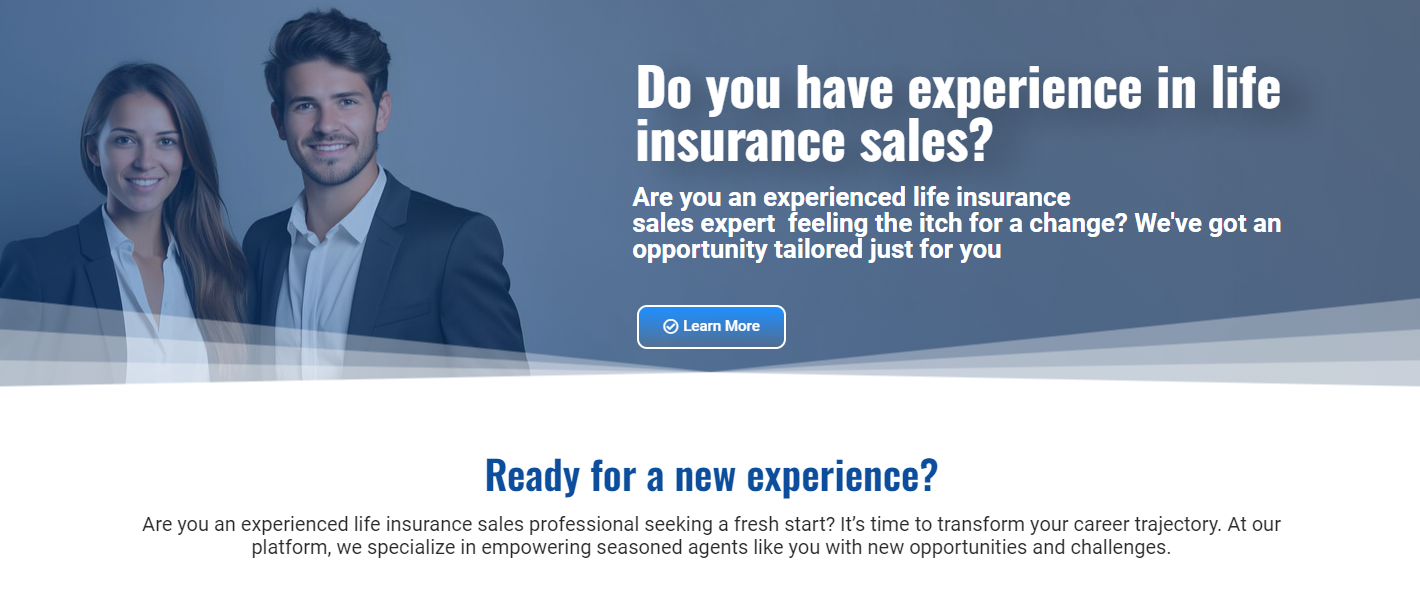 Do you have experience in life
insurance sales?
Are you an experienced life insurance
sales expert  feeling the itch for a change? We've got an
opportunity tailored just for you
Learn More
Ready for a new experience?
Are you an experienced life insurance sales professional seeking a fresh start? It’s time to transform your career trajectory. At our
platform, we specialize in empowering seasoned agents like you with new opportunities and challenges.